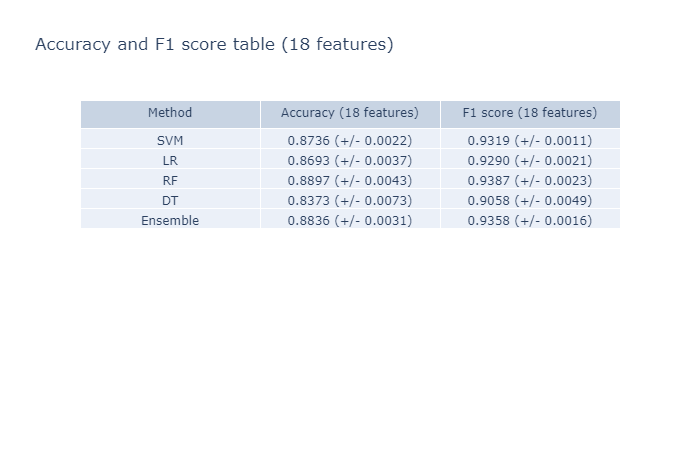 Accuracy and F1 score table (18 features)
Method Accuracy (18 features) F1 score (18 features)
SVM 0.8736 (+/- 0.0022) 0.9319 (+/- 0.0011)
LR 0.8693 (+/- 0.0037) 0.9290 (+/- 0.0021)
RF 0.8897 (+/- 0.0043) 0.9387 (+/- 0.0023)
DT 0.8373 (+/- 0.0073) 0.9058 (+/- 0.0049)
Ensemble 0.8836 (+/- 0.0031) 0.9358 (+/- 0.0016)